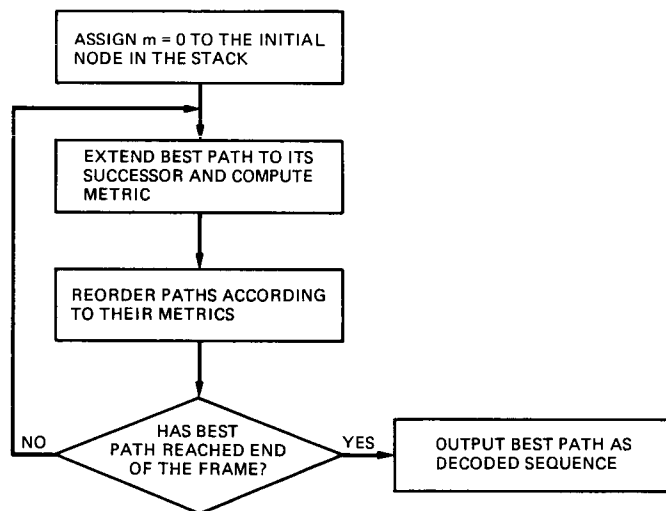 ASSIGN m = 0 TO THE INITIAL
NODE IN THE STACK
EXTEND BEST PATH TO ITS
SUCCESSOR AND COMPUTE
METRIC
REORDER PATHS ACCORDING
TO THEIR METRICS
HAS BEST
PATH REACHED END
OF THE FRAME?
NO
YES
OUTPUT BEST PATH AS
DECODED SEQUENCE